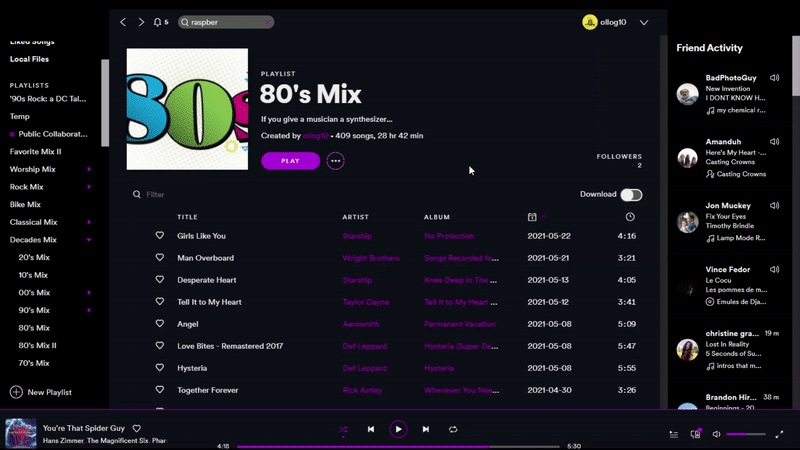 5
raspber
ollog10
Liked Songs
Local Files
PLAYLISTS
'90s Rock: a DC Tal...
Temp
Public Collaborat...
Favorite Mix II
Worship Mix
Rock Mix
Bike Mix
Classical Mix
Decades Mix
20's Mix
10's Mix
00's Mix
90's Mix
80's Mix
80's Mix II
70's Mix
New Playlist
80s
PLAYLIST
80's Mix
If you give a musician a synthesizer...
Created by ollog10 • 409 songs, 28 hr 42 min
PLAY
FOLLOWERS
2
Filter
Download
TITLE ARTIST ALBUM
Girls Like You Starship No Protection 2021-05-22 4:16
Man Overboard Wright Brothers Songs Recorded fo... 2021-05-21 3:21
Desperate Heart Starship Knee Deep In The ... 2021-05-13 4:05
Tell It to My Heart Taylor Dayne Tell It to My Heart ... 2021-05-12 3:41
Angel Aerosmith Permanent Vacation 2021-05-08 5:09
Love Bites - Remastered 2017 Def Leppard Hysteria (Super De... 2021-05-08 5:47
Hysteria Def Leppard Hysteria 2021-05-08 5:55
Together Forever Rick Astley Whenever You Nee... 2021-04-30 3:26
Friend Activity
BadPhotoGuy
New Invention
I DONT KNOW H...
my chemical r...
Amanduh
Here's My Heart -...
Casting Crowns
Casting Crowns
Jon Muckey
Fix Your Eyes
Timothy Brindle
Lamp Mode R...
Vince Fedor
Le Cocu
Les pommes de m...
Emules de Dja...
christine gra... 19 m
Lost In Reality
5 Seconds of Su...
intros that m...
Brandon Hir... 38 m
Beginnings - 20
You're That Spider Guy
Hans Zimmer, The Magnificent Six, Phar
4:18
5:30